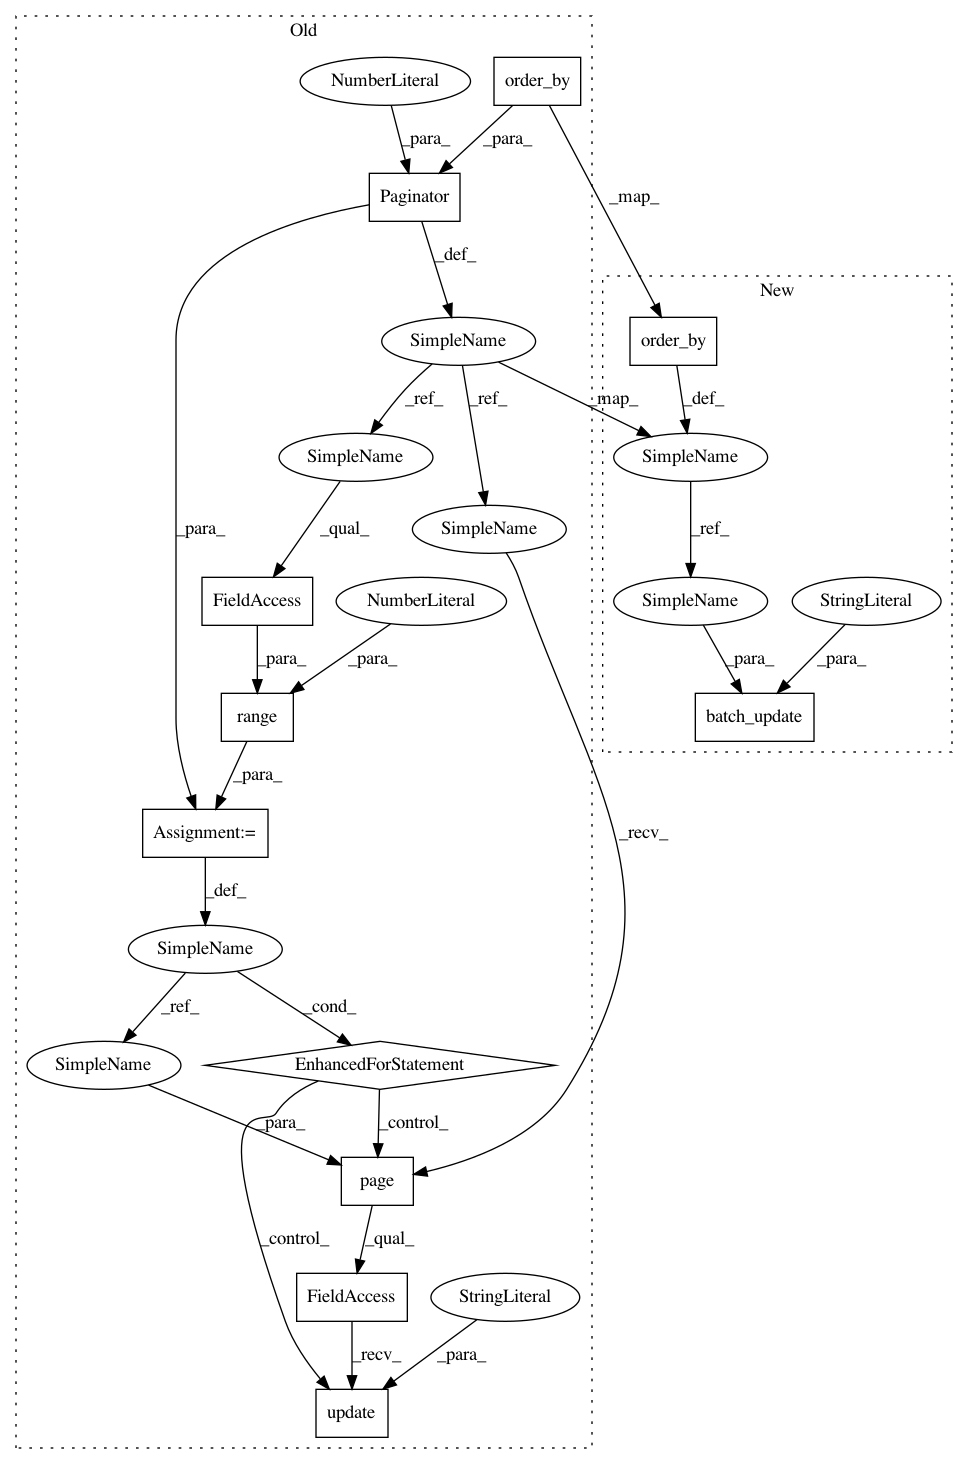 Old
NumberLiteral
order_by
_para_
_para_
Paginator
_map_
_def_
New
SimpleName
order_by
_ref_
_ref_
_map_
_def_
SimpleName
SimpleName
_para_
_qual_
SimpleName
_ref_
FieldAccess
NumberLiteral
SimpleName
StringLiteral
_para_
_para_
_para_
_para_
range
batch_update
_para_
Assignment:=
_recv_
_def_
SimpleName
_ref_
_cond_
SimpleName
EnhancedForStatement
_para_
_control_
page
_control_
_qual_
FieldAccess
StringLiteral
_recv_
_para_
update